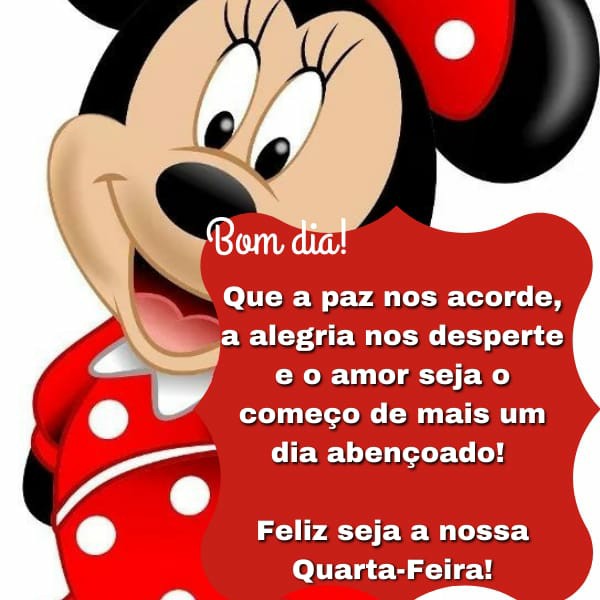 Bom dia!
Que a paz nos acorde,
a alegria nos desperte
e o amor seja o
começo de mais um
dia abençoado!
Feliz seja a nossa
Quarta-Feira!